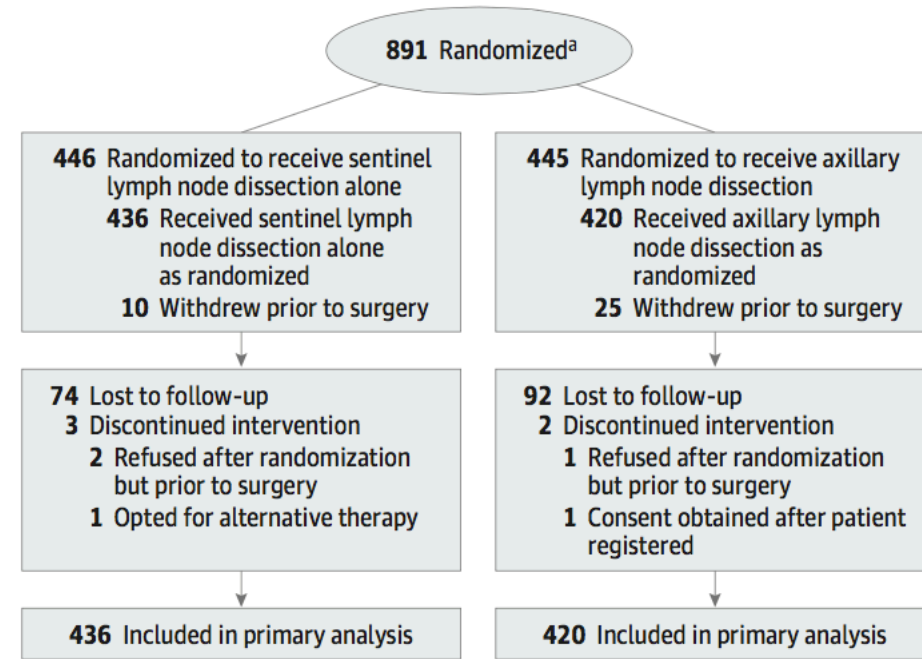 891 Randomizedᵃ
446 Randomized to receive sentinel
lymph node dissection alone
436 Received sentinel lymph
node dissection alone
as randomized
10 Withdrew prior to surgery
445 Randomized to receive axillary
lymph node dissection
420 Received axillary lymph
node dissection as
randomized
25 Withdrew prior to surgery
74 Lost to follow-up
3 Discontinued intervention
2 Refused after randomization
but prior to surgery
1 Opted for alternative therapy
92 Lost to follow-up
2 Discontinued intervention
1 Refused after randomization
but prior to surgery
1 Consent obtained after patient
registered
436 Included in primary analysis
420 Included in primary analysis